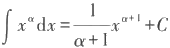 ∫ x^α dx = 1/(α+1) x^(α+1) + C